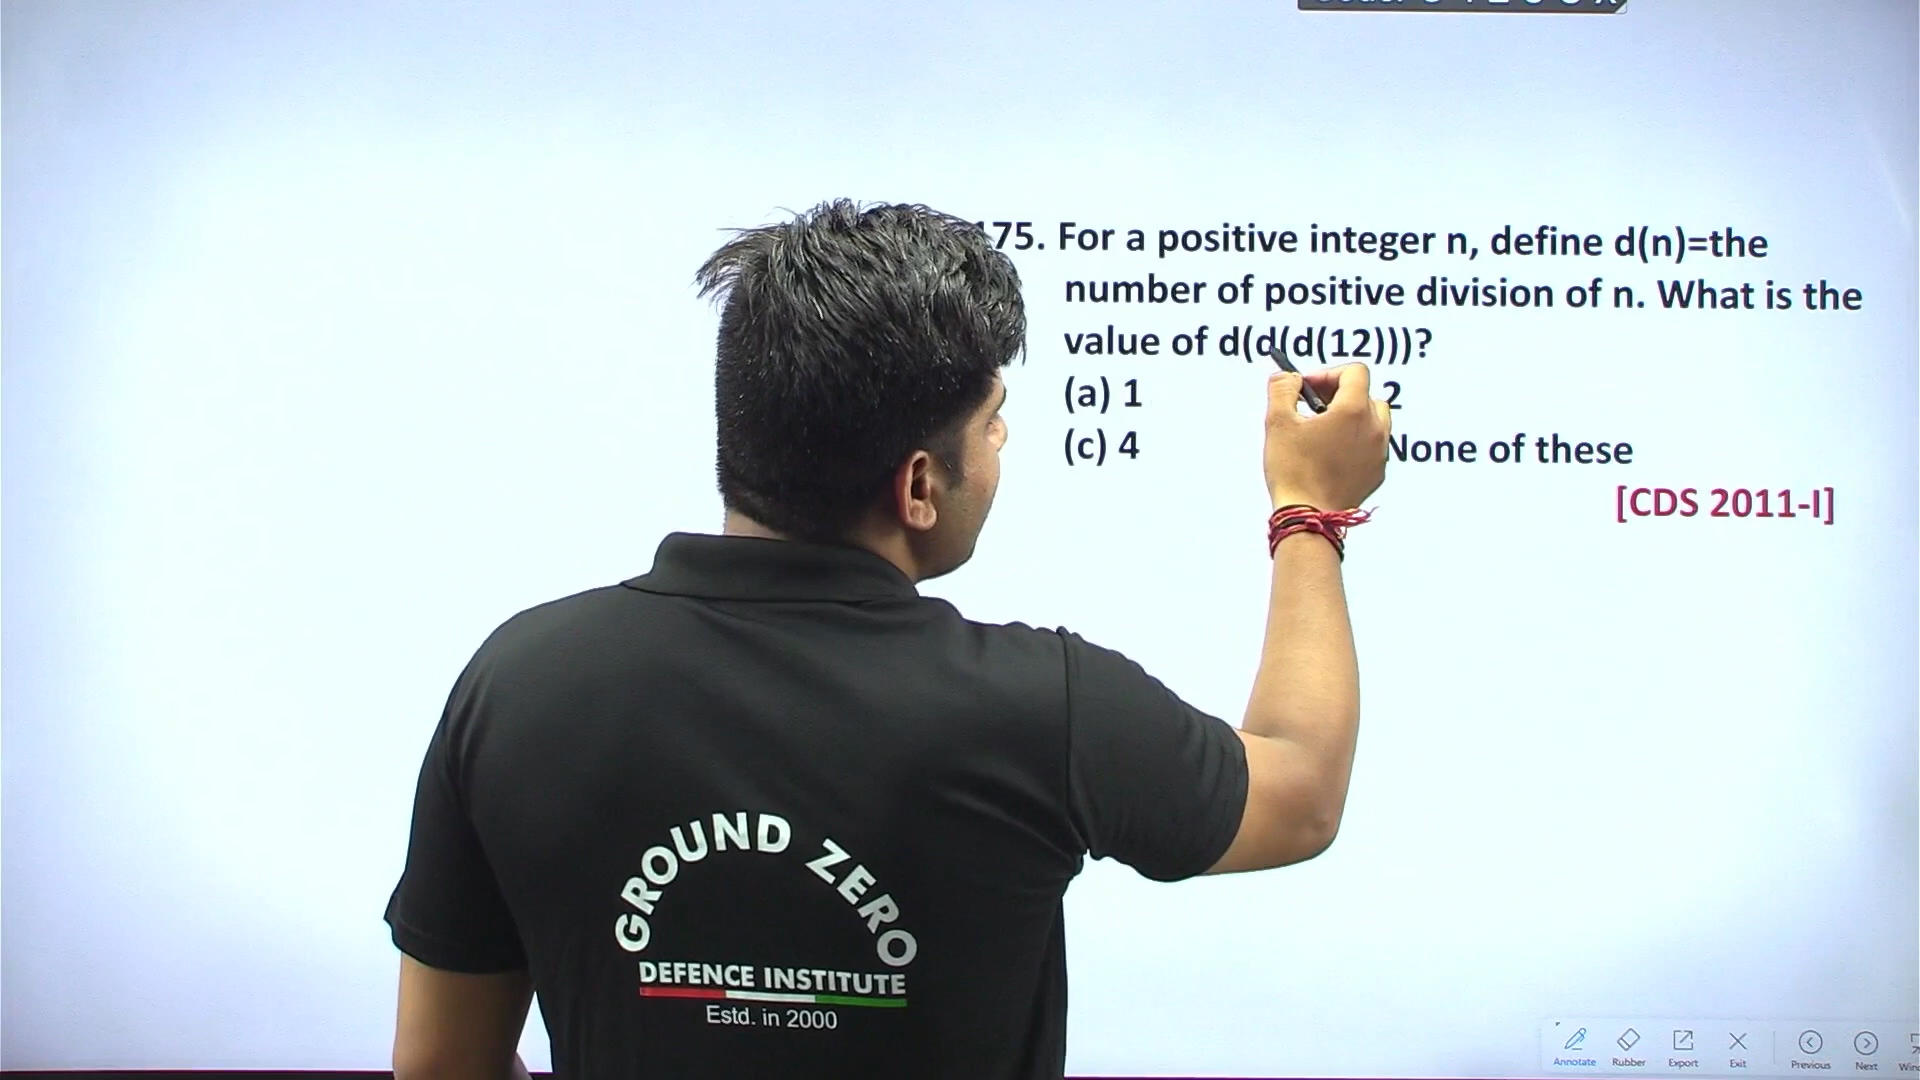 175. For a positive integer n, define d(n)=the
number of positive division of n. What is the
value of d(d(d(12)))?
(a) 1 2
(c) 4 None of these
[CDS 2011-I]
GROUND ZERO
DEFENCE INSTITUTE
Estd. in 2000
Annotate Rubber Export Exit Previous Next